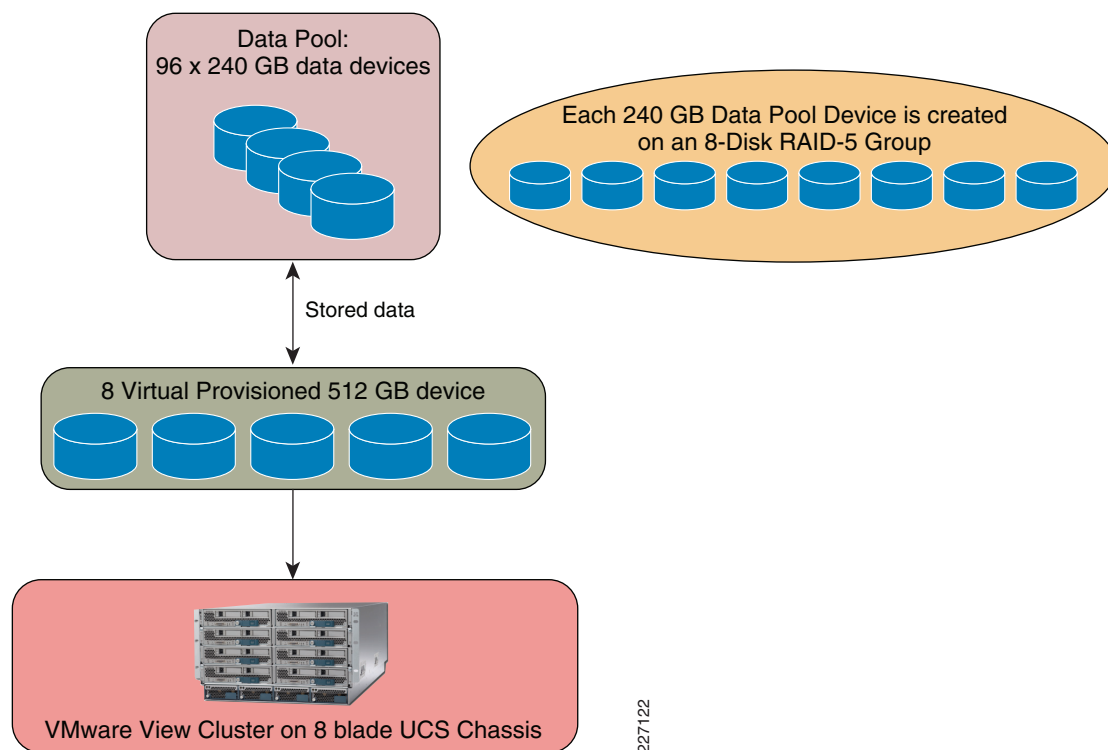 Data Pool:
96 x 240 GB data devices
Each 240 GB Data Pool Device is created
on an 8-Disk RAID-5 Group
Stored data
8 Virtual Provisioned 512 GB device
VMware View Cluster on 8 blade UCS Chassis
227122